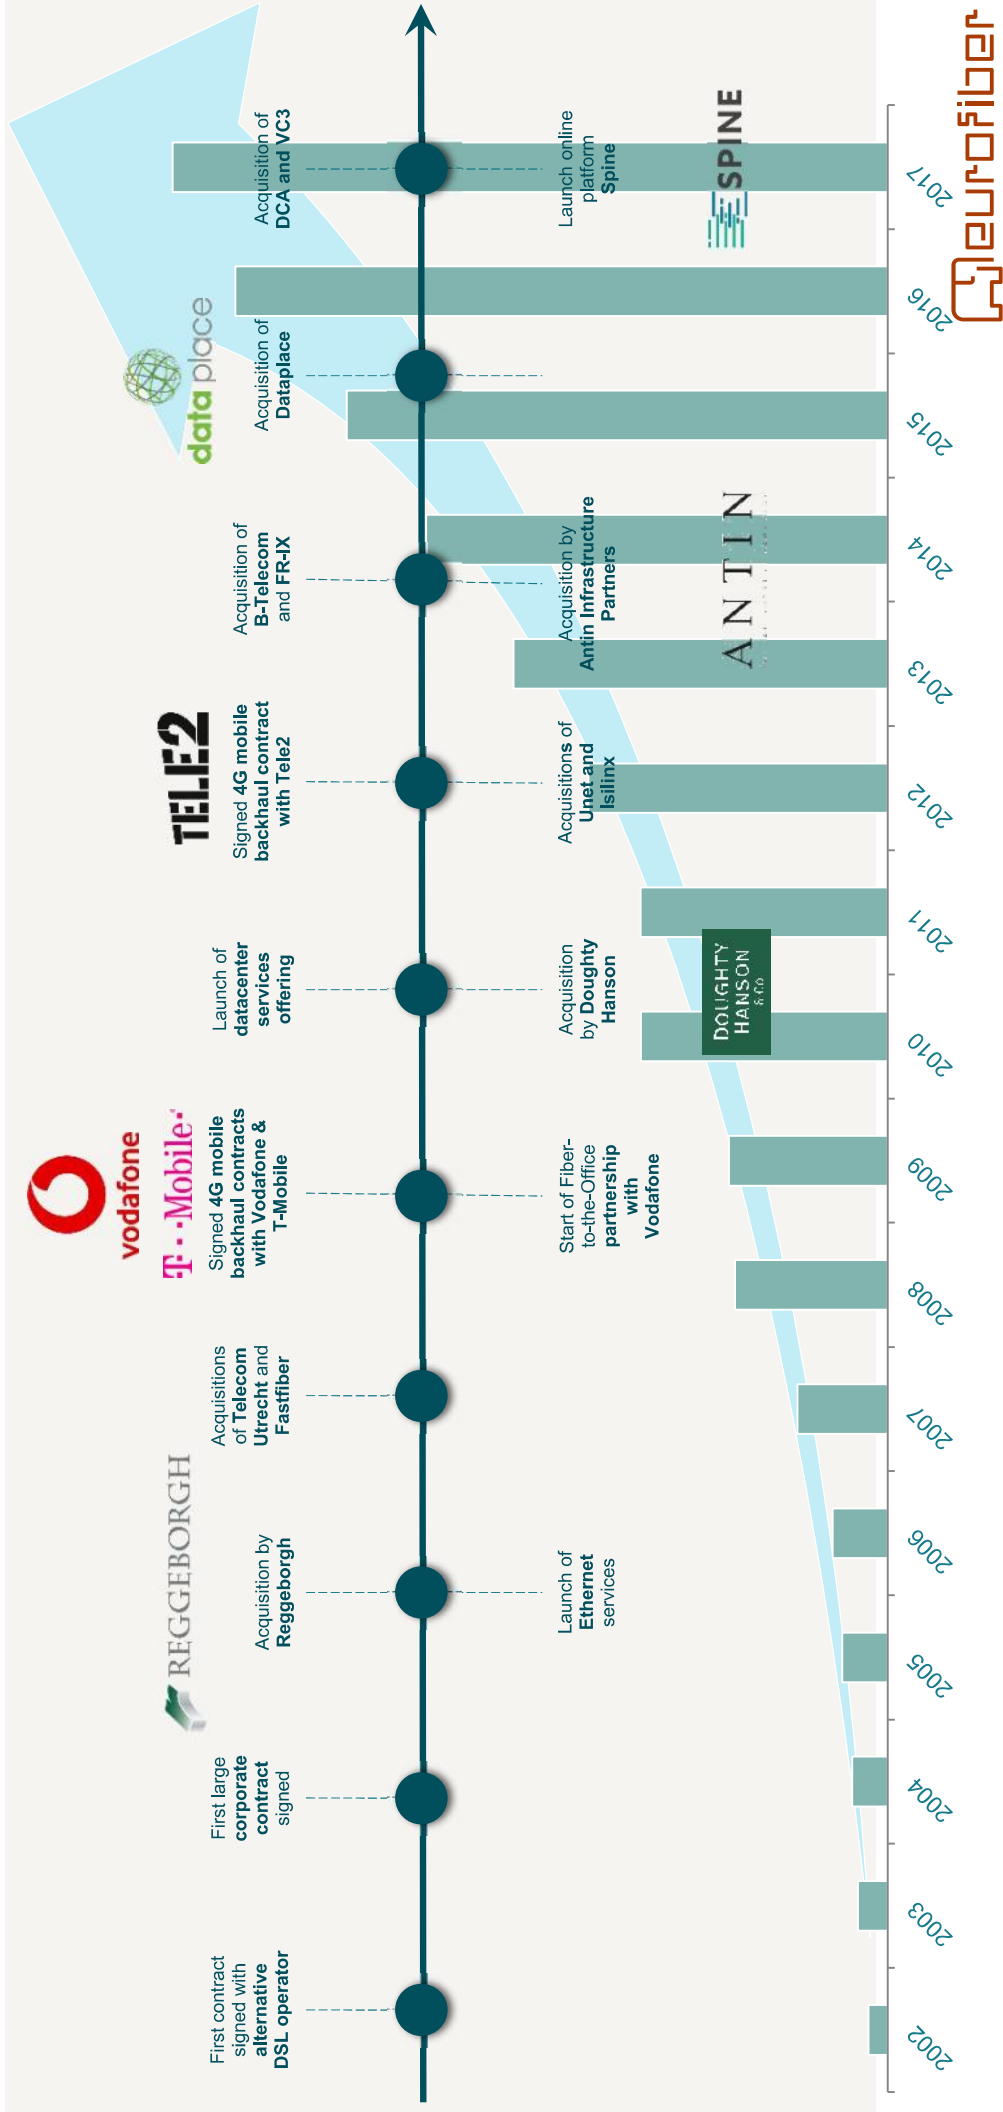 First contract
signed with
alternative
DSL operator
First large
corporate
contract
signed
REGGEBORGH
Acquisition by
Reggeborgh
Launch of
Ethernet
services
Acquisitions
of Telecom
Utrecht and
Fastfiber
vodafone
T··Mobile·
Signed 4G mobile
backhaul contracts
with Vodafone &
T-Mobile
Start of Fiber-
to-the-Office
partnership
with
Vodafone
Launch of
datacenter
services
offering
Acquisition
by Doughty
Hanson
DOUGHTY
HANSON
& Co
TELE2
Signed 4G mobile
backhaul contract
with Tele2
Acquisitions of
Unet and
Isilinx
Acquisition of
B-Telecom
and FR-IX
Acquisition by
Antin Infrastructure
Partners
ANTIN
data place
Acquisition of
Dataplace
Acquisition of
DCA and VC3
Launch online
platform
Spine
SPINE
2002
2003
2004
2005
2006
2007
2008
2009
2010
2011
2012
2013
2014
2015
2016
2017
eurofiber